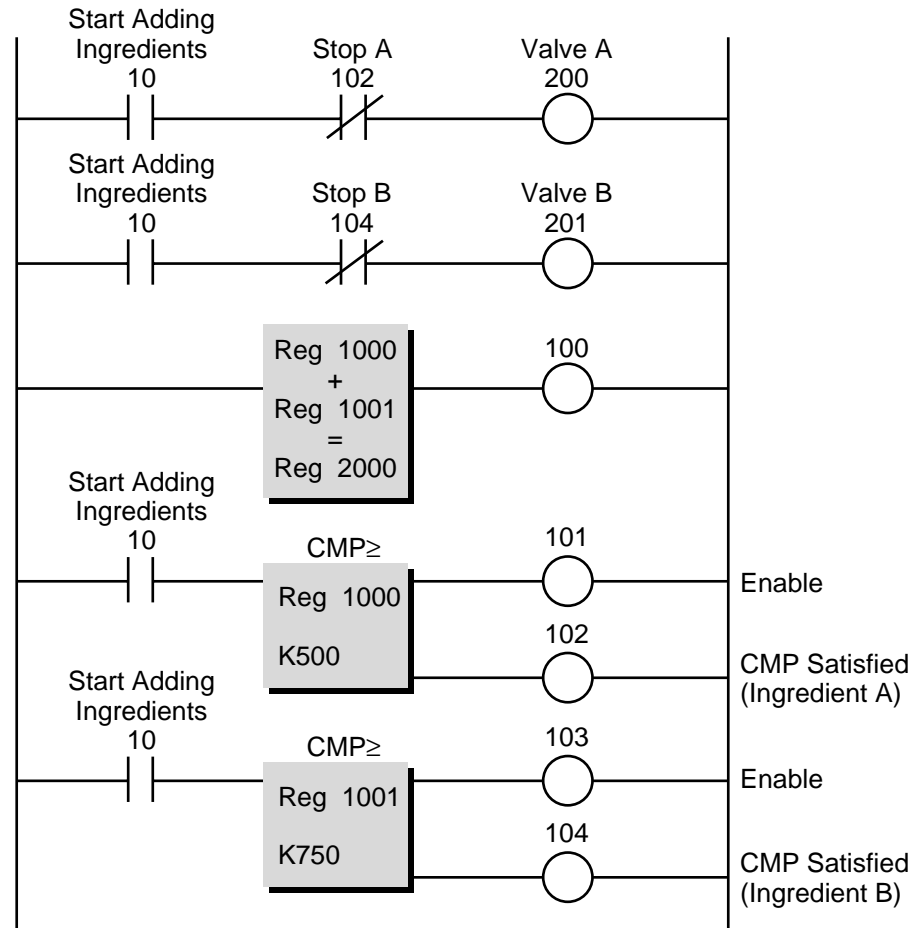 Start Adding
Ingredients
10
Stop A
102
Valve A
200
Start Adding
Ingredients
10
Stop B
104
Valve B
201
Reg 1000
+
Reg 1001
=
Reg 2000
100
Start Adding
Ingredients
10
CMP≥
Reg 1000
K500
101
Enable
102
CMP Satisfied
(Ingredient A)
Start Adding
Ingredients
10
CMP≥
Reg 1001
K750
103
Enable
104
CMP Satisfied
(Ingredient B)